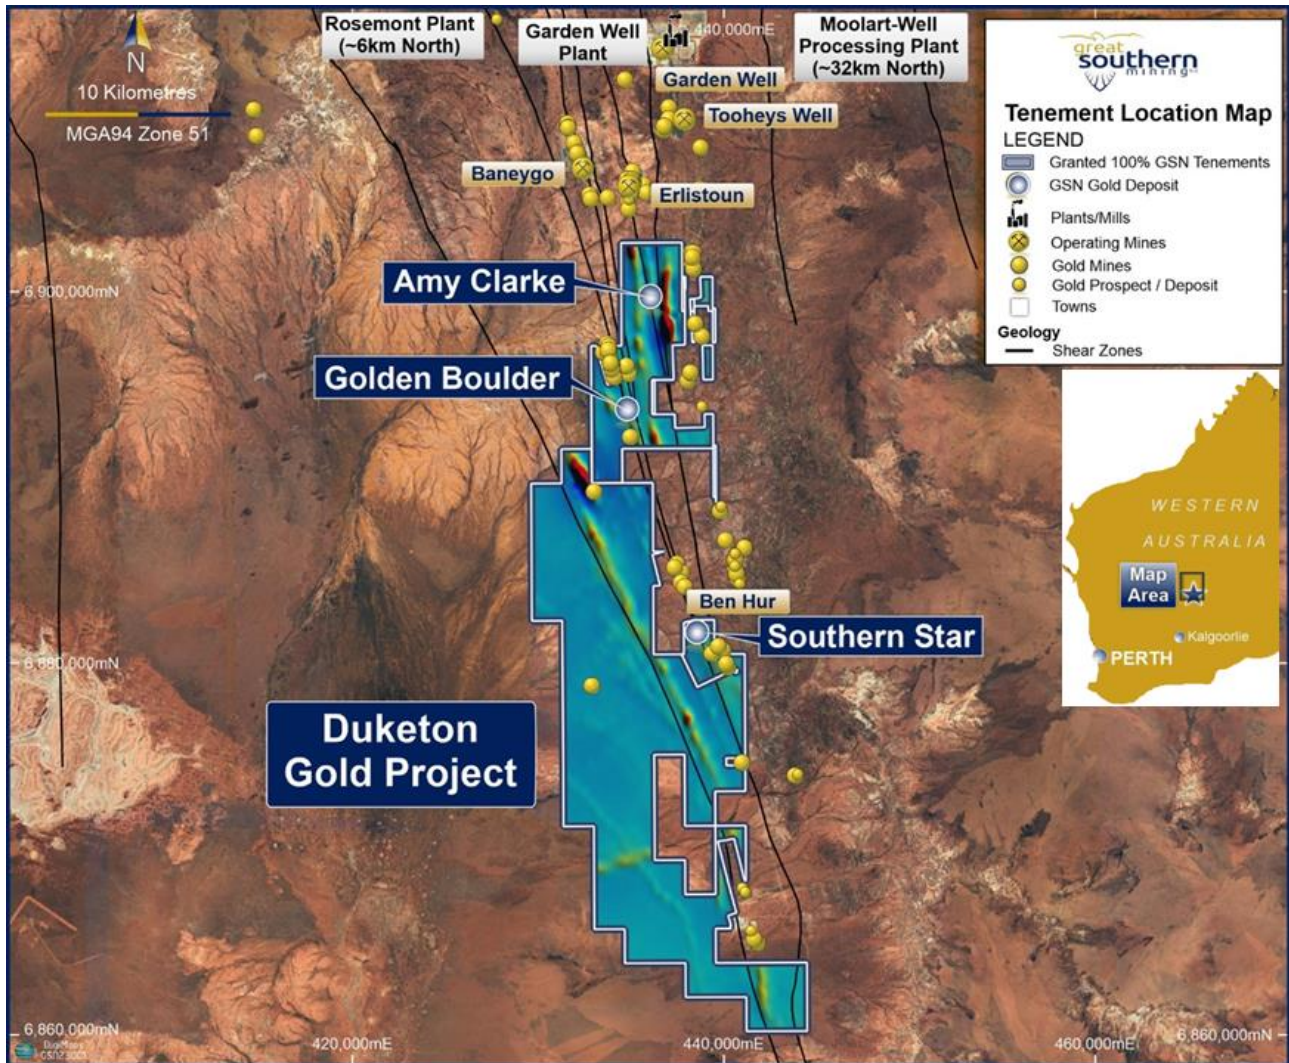 Rosemont Plant
(~6km North)
Garden Well
Plant
440,000mE
Moolart-Well
Processing Plant
(~32km North)
N
10 Kilometres
MGA94 Zone 51
Garden Well
Tooheys Well
Baneygo
Erlistoun
great
southern
mining
Tenement Location Map
LEGEND
Granted 100% GSN Tenements
GSN Gold Deposit
Plants/Mills
Operating Mines
Gold Mines
Gold Prospect / Deposit
Towns
Geology
Shear Zones
6,900,000mN
Amy Clarke
Golden Boulder
Ben Hur
Southern Star
6,880,000mN
Duketon
Gold Project
WESTERN
AUSTRALIA
Map
Area
Kalgoorlie
PERTH
6,860,000mN
420,000mE
440,000mE
460,000mE
6,860,000mN